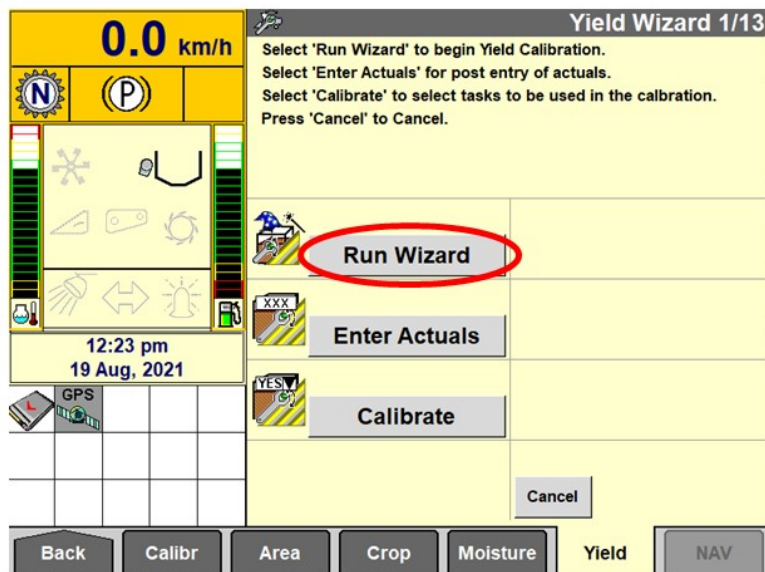 0.0 km/h
Yield Wizard 1/13
Select 'Run Wizard' to begin Yield Calibration.
Select 'Enter Actuals' for post entry of actuals.
Select 'Calibrate' to select tasks to be used in the calbration.
Press 'Cancel' to Cancel.
N
(P)
Run Wizard
XXX
Enter Actuals
12:23 pm
19 Aug, 2021
YES
Calibrate
L
GPS
Cancel
Back Calibr Area Crop Moisture Yield NAV